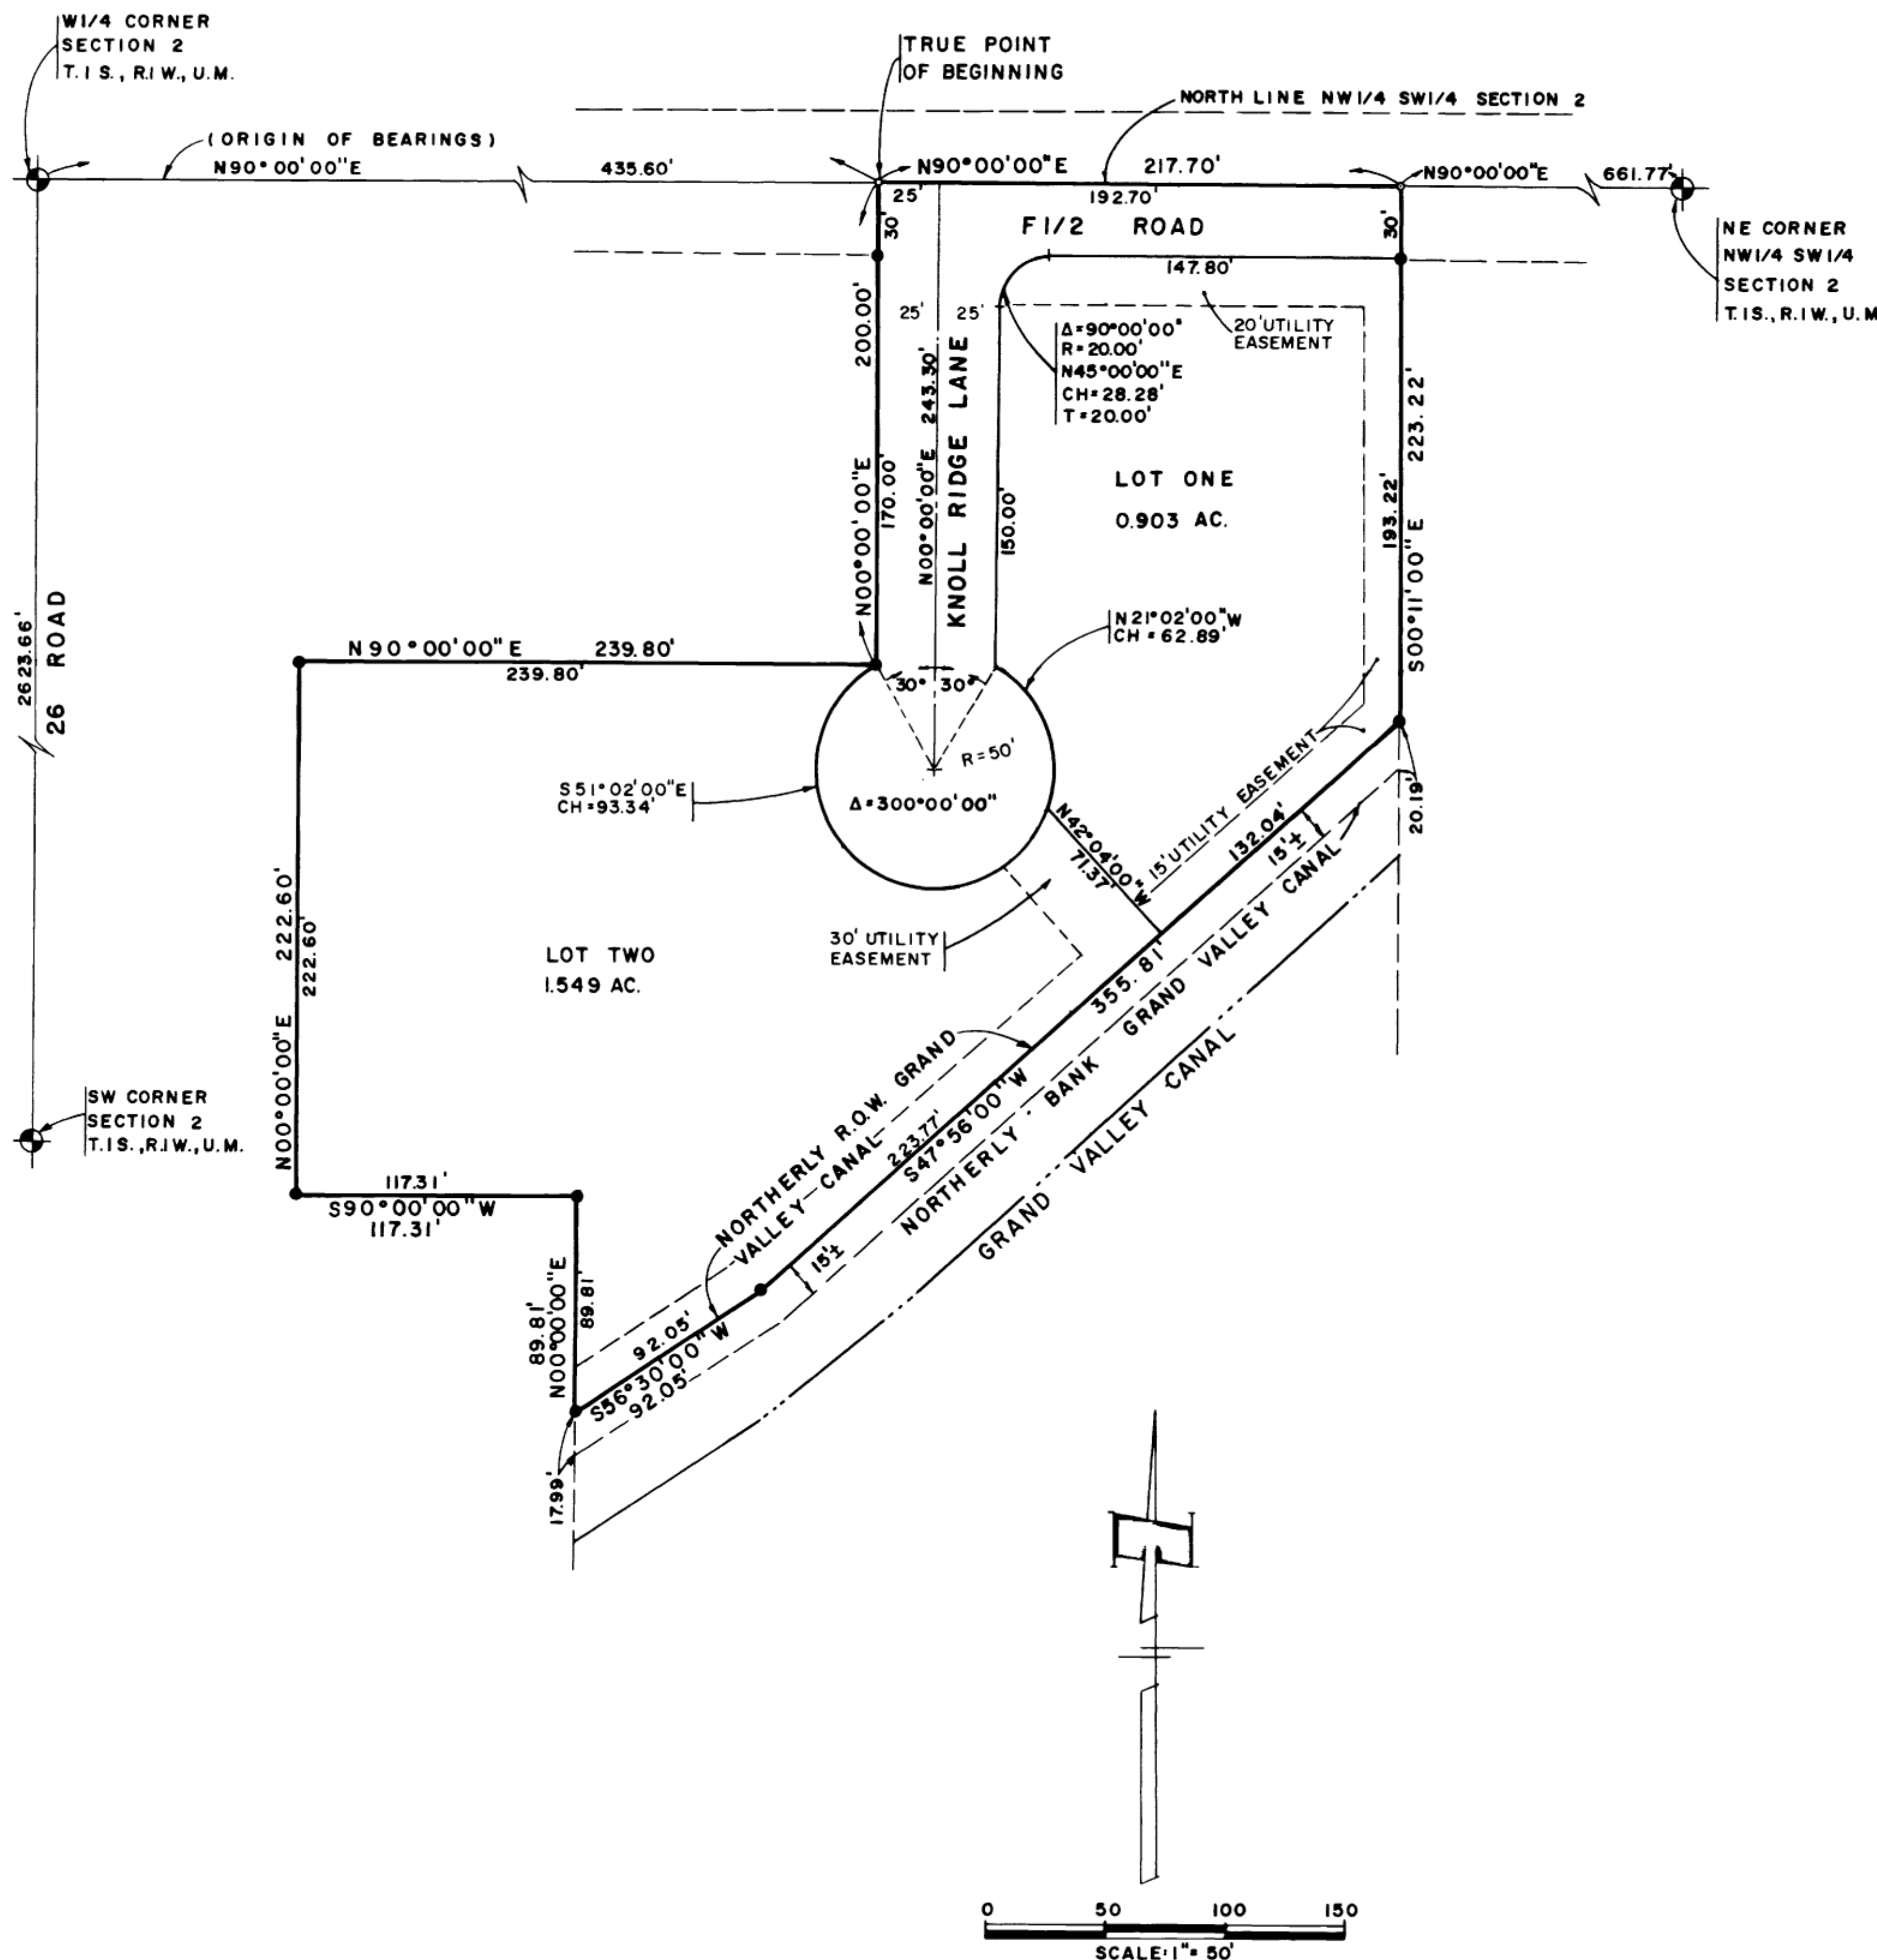 W1/4 CORNER
SECTION 2
T. 1 S., R.1 W., U.M.
TRUE POINT
OF BEGINNING
NORTH LINE NW1/4 SW1/4 SECTION 2
(ORIGIN OF BEARINGS)
N90°00'00"E
435.60'
N90°00'00"E
217.70'
N90°00'00"E
661.77'
25'
192.70'
30'
F 1/2 ROAD
30'
NE CORNER
NW1/4 SW1/4
SECTION 2
T.1S., R.1W., U.M
147.80'
200.00'
25'
25'
20' UTILITY
EASEMENT
Δ=90°00'00"
R=20.00'
N45°00'00"E
CH=28.28'
T=20.00'
N00°00'00"E 243.30'
KNOLL RIDGE LANE
223.22'
LOT ONE
0.903 AC.
N00°00'00"E
170.00'
150.00'
193.22'
S00°11'00"E
N21°02'00"W
CH = 62.89'
2623.66'
26 ROAD
N90°00'00"E 239.80'
239.80'
30° 30°
R=50'
Δ=300°00'00"
S51°02'00"E
CH=93.34'
N42°04'00"W
71.37'
15' UTILITY EASEMENT
132.04'
15'±
20.19'
N00°00'00"E 222.60'
222.60'
30' UTILITY
EASEMENT
LOT TWO
1.549 AC.
355.81'
NORTHERLY BANK GRAND VALLEY CANAL
GRAND VALLEY CANAL
NORTHERLY R.O.W. GRAND
VALLEY CANAL
223.77'
S47°56'00"W
SW CORNER
SECTION 2
T.1S.,R.1W.,U.M.
117.31'
S90°00'00"W
117.31'
15'±
89.81'
N00°00'00"E
89.81'
92.05'
S56°30'00"W
92.05'
17.99'
N
0 50 100 150
SCALE: 1"= 50'